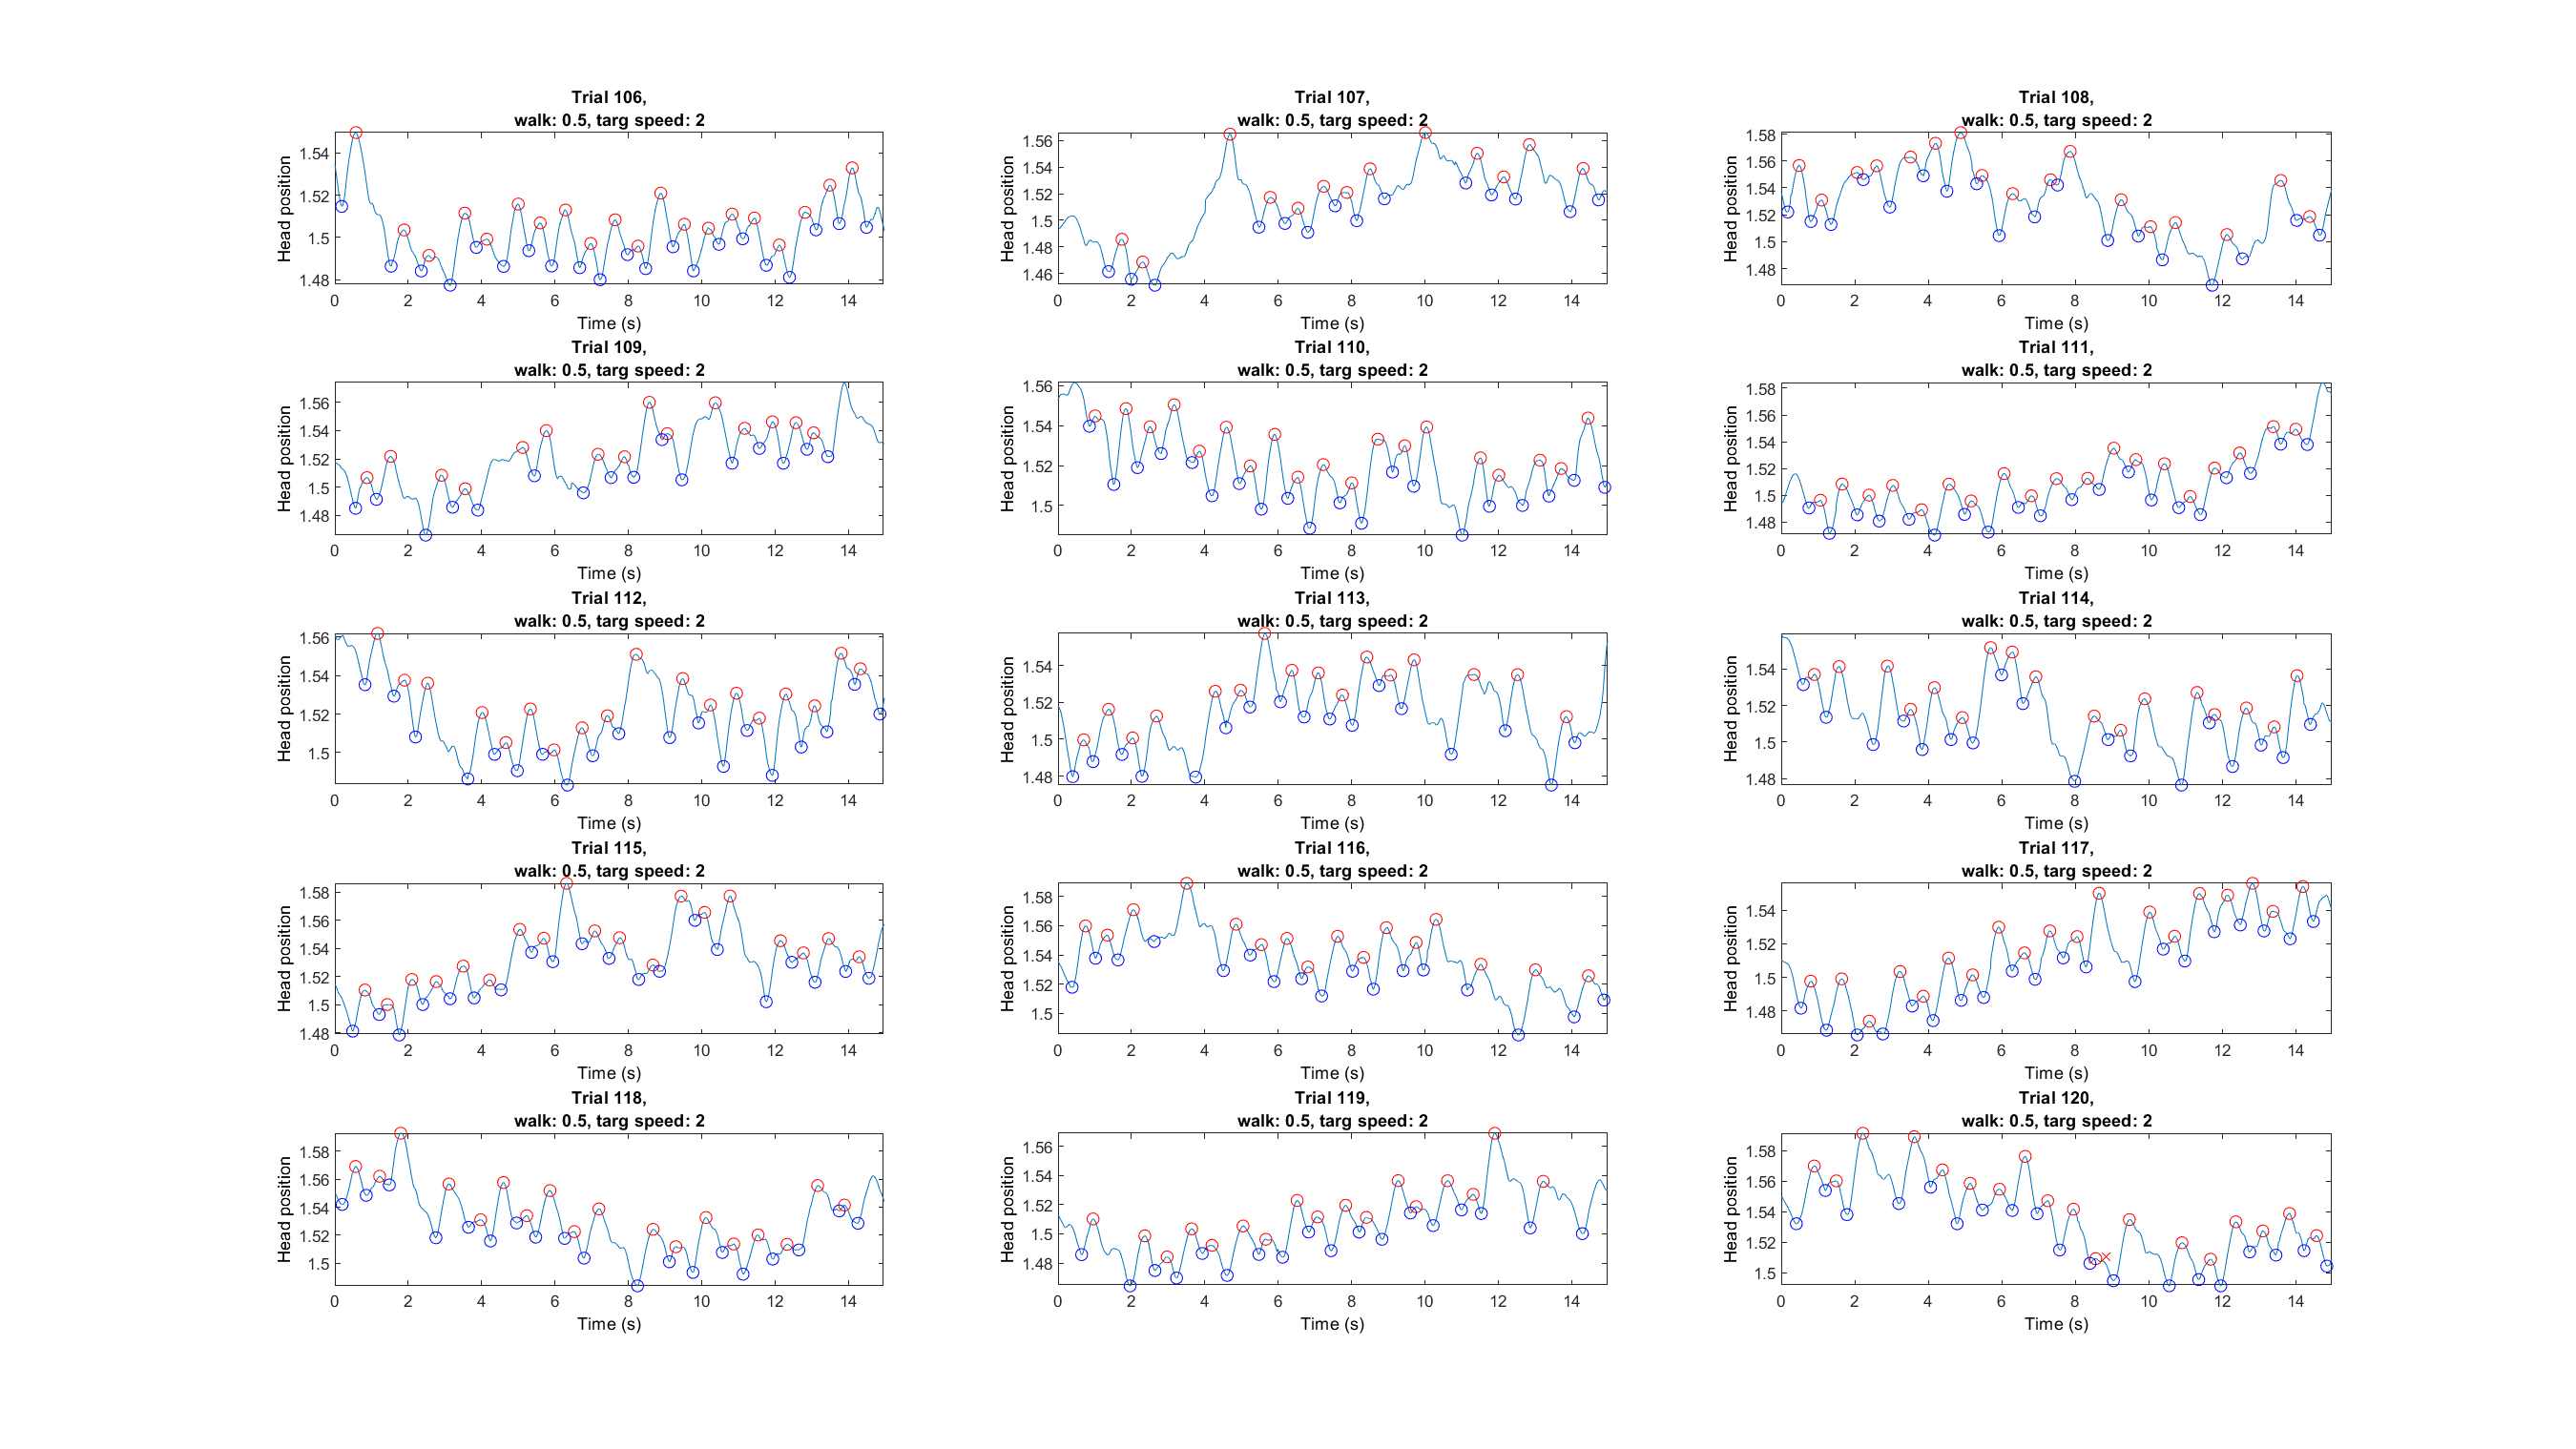 Trial 106,
walk: 0.5, targ speed: 2
Head position
1.54
1.52
1.5
1.48
0 2 4 6 8 10 12 14
Time (s)
Trial 107,
walk: 0.5, targ speed: 2
Head position
1.56
1.54
1.52
1.5
1.48
1.46
0 2 4 6 8 10 12 14
Time (s)
Trial 108,
walk: 0.5, targ speed: 2
Head position
1.58
1.56
1.54
1.52
1.5
1.48
0 2 4 6 8 10 12 14
Time (s)
Trial 109,
walk: 0.5, targ speed: 2
Head position
1.56
1.54
1.52
1.5
1.48
0 2 4 6 8 10 12 14
Time (s)
Trial 110,
walk: 0.5, targ speed: 2
Head position
1.56
1.54
1.52
1.5
0 2 4 6 8 10 12 14
Time (s)
Trial 111,
walk: 0.5, targ speed: 2
Head position
1.58
1.56
1.54
1.52
1.5
1.48
0 2 4 6 8 10 12 14
Time (s)
Trial 112,
walk: 0.5, targ speed: 2
Head position
1.56
1.54
1.52
1.5
0 2 4 6 8 10 12 14
Time (s)
Trial 113,
walk: 0.5, targ speed: 2
Head position
1.54
1.52
1.5
1.48
0 2 4 6 8 10 12 14
Time (s)
Trial 114,
walk: 0.5, targ speed: 2
Head position
1.54
1.52
1.5
1.48
0 2 4 6 8 10 12 14
Time (s)
Trial 115,
walk: 0.5, targ speed: 2
Head position
1.58
1.56
1.54
1.52
1.5
1.48
0 2 4 6 8 10 12 14
Time (s)
Trial 116,
walk: 0.5, targ speed: 2
Head position
1.58
1.56
1.54
1.52
1.5
0 2 4 6 8 10 12 14
Time (s)
Trial 117,
walk: 0.5, targ speed: 2
Head position
1.54
1.52
1.5
1.48
0 2 4 6 8 10 12 14
Time (s)
Trial 118,
walk: 0.5, targ speed: 2
Head position
1.58
1.56
1.54
1.52
1.5
0 2 4 6 8 10 12 14
Time (s)
Trial 119,
walk: 0.5, targ speed: 2
Head position
1.56
1.54
1.52
1.5
1.48
0 2 4 6 8 10 12 14
Time (s)
Trial 120,
walk: 0.5, targ speed: 2
Head position
1.58
1.56
1.54
1.52
1.5
0 2 4 6 8 10 12 14
Time (s)